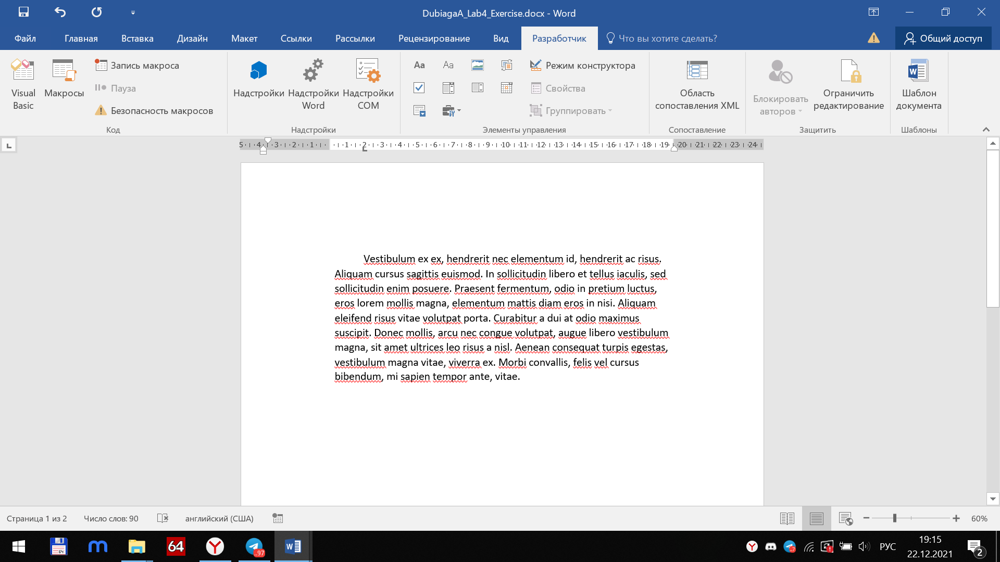 DubiagaA_Lab4_Exercise.docx - Word
Файл Главная Вставка Дизайн Макет Ссылки Рассылки Рецензирование Вид Разработчик Что вы хотите сделать? Общий доступ
Visual Basic
Макросы
Запись макроса
Пауза
Безопасность макросов
Код
Надстройки
Надстройки Word
Надстройки COM
Надстройки
Aa Aa
Режим конструктора
Свойства
Группировать
Элементы управления
Область сопоставления XML
Сопоставление
Блокировать авторов
Ограничить редактирование
Защитить
Шаблон документа
Шаблоны
5 4 3 2 1 1 2 3 4 5 6 7 8 9 10 11 12 13 14 15 16 17 18 19 20 21 22 23 24
Vestibulum ex ex, hendrerit nec elementum id, hendrerit ac risus.
Aliquam cursus sagittis euismod. In sollicitudin libero et tellus iaculis, sed
sollicitudin enim posuere. Praesent fermentum, odio in pretium luctus,
eros lorem mollis magna, elementum mattis diam eros in nisi. Aliquam
eleifend risus vitae volutpat porta. Curabitur a dui at odio maximus
suscipit. Donec mollis, arcu nec congue volutpat, augue libero vestibulum
magna, sit amet ultrices leo risus a nisl. Aenean consequat turpis egestas,
vestibulum magna vitae, viverra ex. Morbi convallis, felis vel cursus
bibendum, mi sapien tempor ante, vitae.
Страница 1 из 2 Число слов: 90 английский (США) 60%
64 64 ..97 7 РУС 19:15
22.12.2021 2